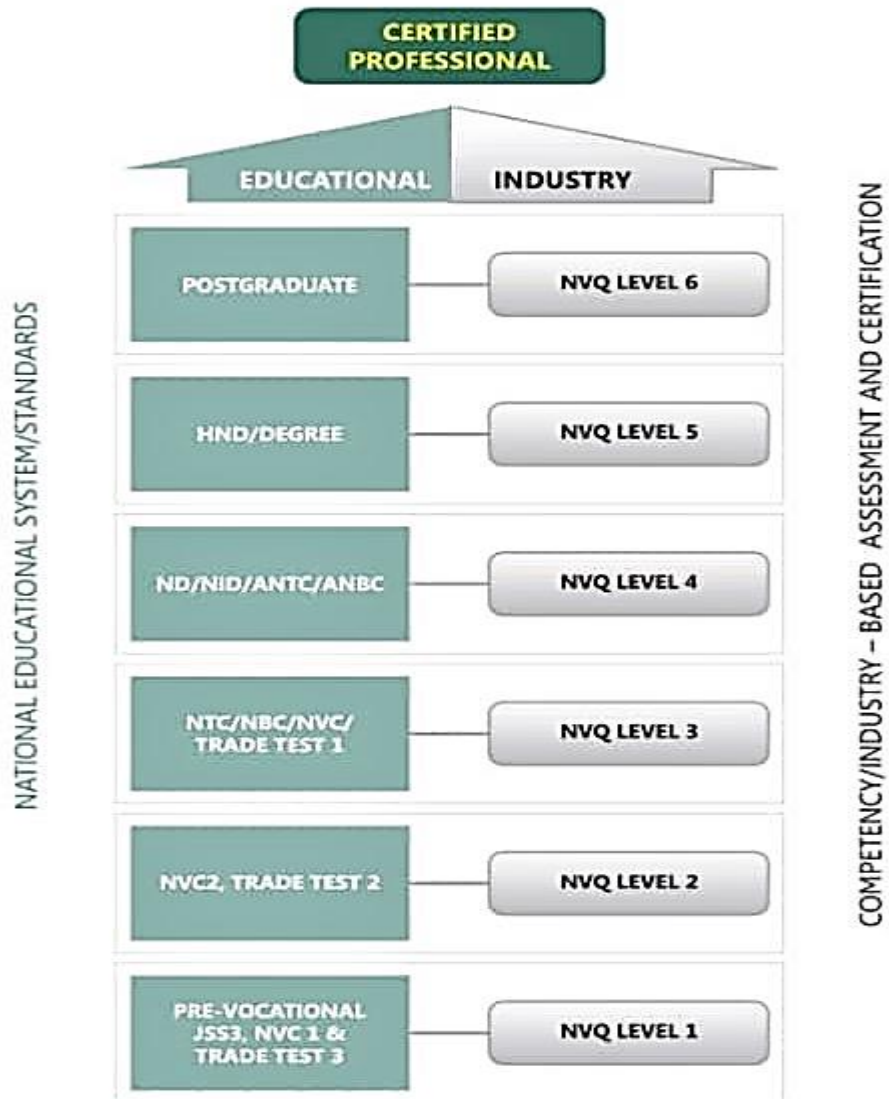 CERTIFIED
PROFESSIONAL
EDUCATIONAL
INDUSTRY
NATIONAL EDUCATIONAL SYSTEM/STANDARDS
COMPETENCY/INDUSTRY – BASED ASSESSMENT AND CERTIFICATION
POSTGRADUATE
NVQ LEVEL 6
HND/DEGREE
NVQ LEVEL 5
ND/NID/ANTC/ANBC
NVQ LEVEL 4
NTC/NBC/NVC/
TRADE TEST 1
NVQ LEVEL 3
NVC2, TRADE TEST 2
NVQ LEVEL 2
PRE-VOCATIONAL
JSS3, NVC 1 &
TRADE TEST 3
NVQ LEVEL 1